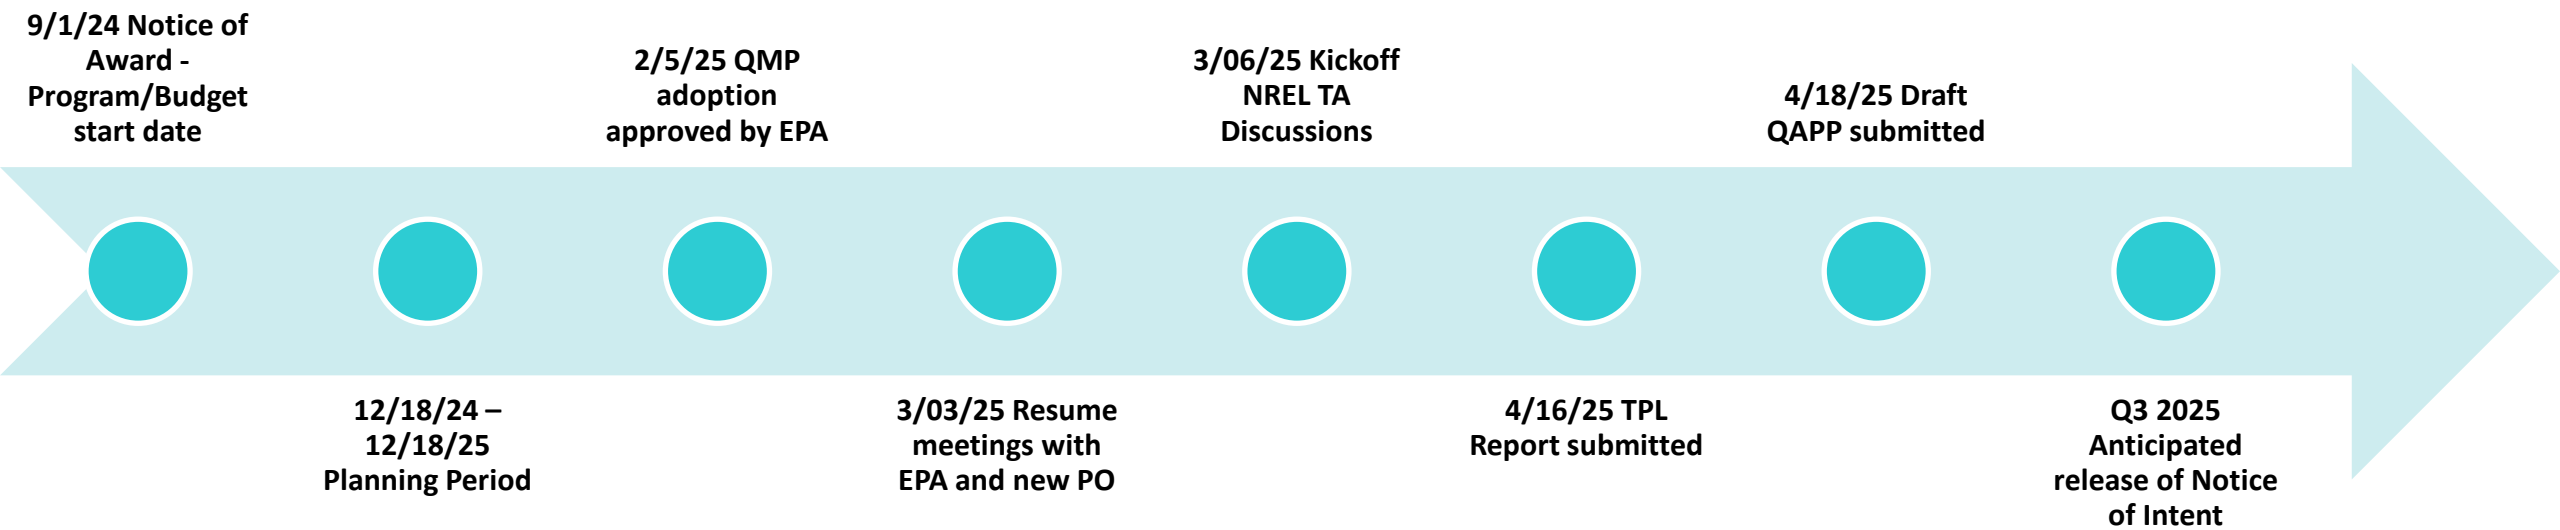 9/1/24 Notice of
Award -
Program/Budget
start date
12/18/24 –
12/18/25
Planning Period
2/5/25 QMP
adoption
approved by EPA
3/03/25 Resume
meetings with
EPA and new PO
3/06/25 Kickoff
NREL TA
Discussions
4/16/25 TPL
Report submitted
4/18/25 Draft
QAPP submitted
Q3 2025
Anticipated
release of Notice
of Intent